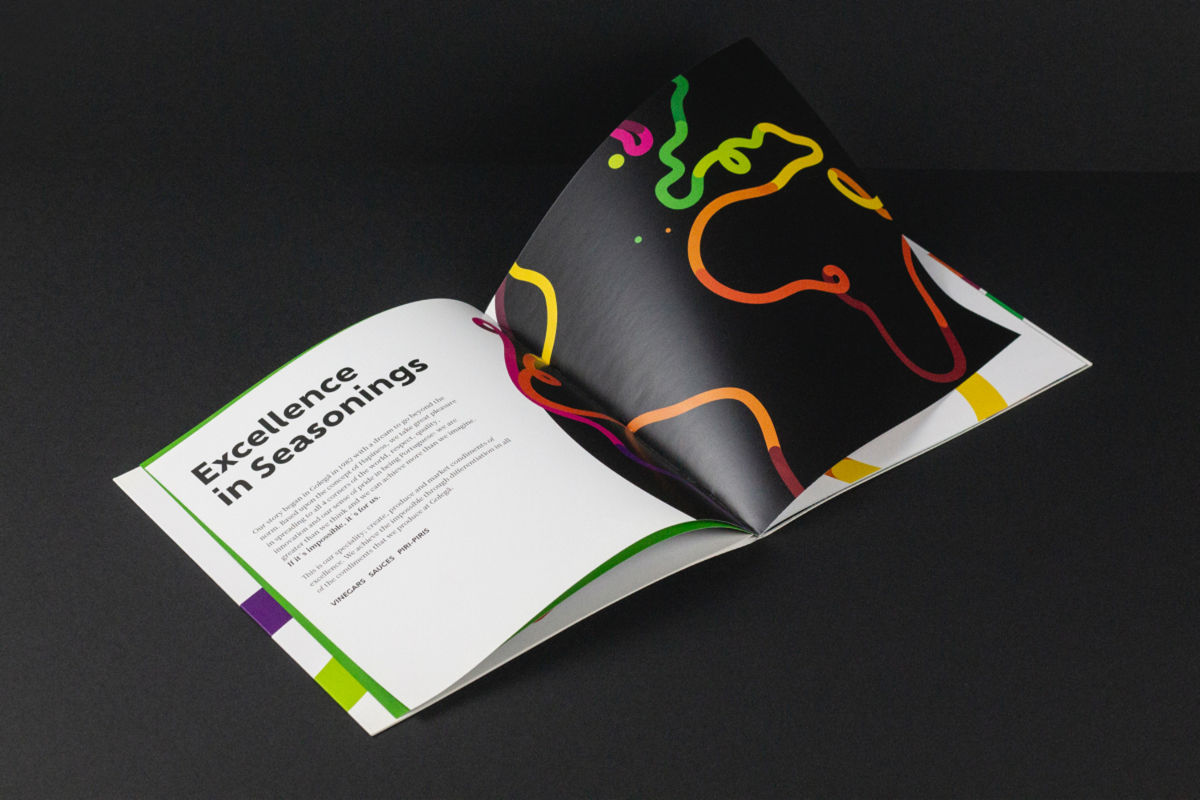 Excellence
in Seasonings
Our story began in Golegã in 1982 with a dream to go beyond the
norm. Based upon the concept of Hapiness, we take great pleasure
in spreading to all 4 corners of the world, respect, quality,
innovation and our sense of pride in being Portuguese: we are
greater than we think and we can achieve more than we imagine.
If it's impossible, it's for us.
This is our speciality: create, produce and market condiments of
excellence. We achieve the impossible through differentiation in all
of the condiments that we produce at Golegã.
VINEGARS SAUCES PIRI-PIRIS